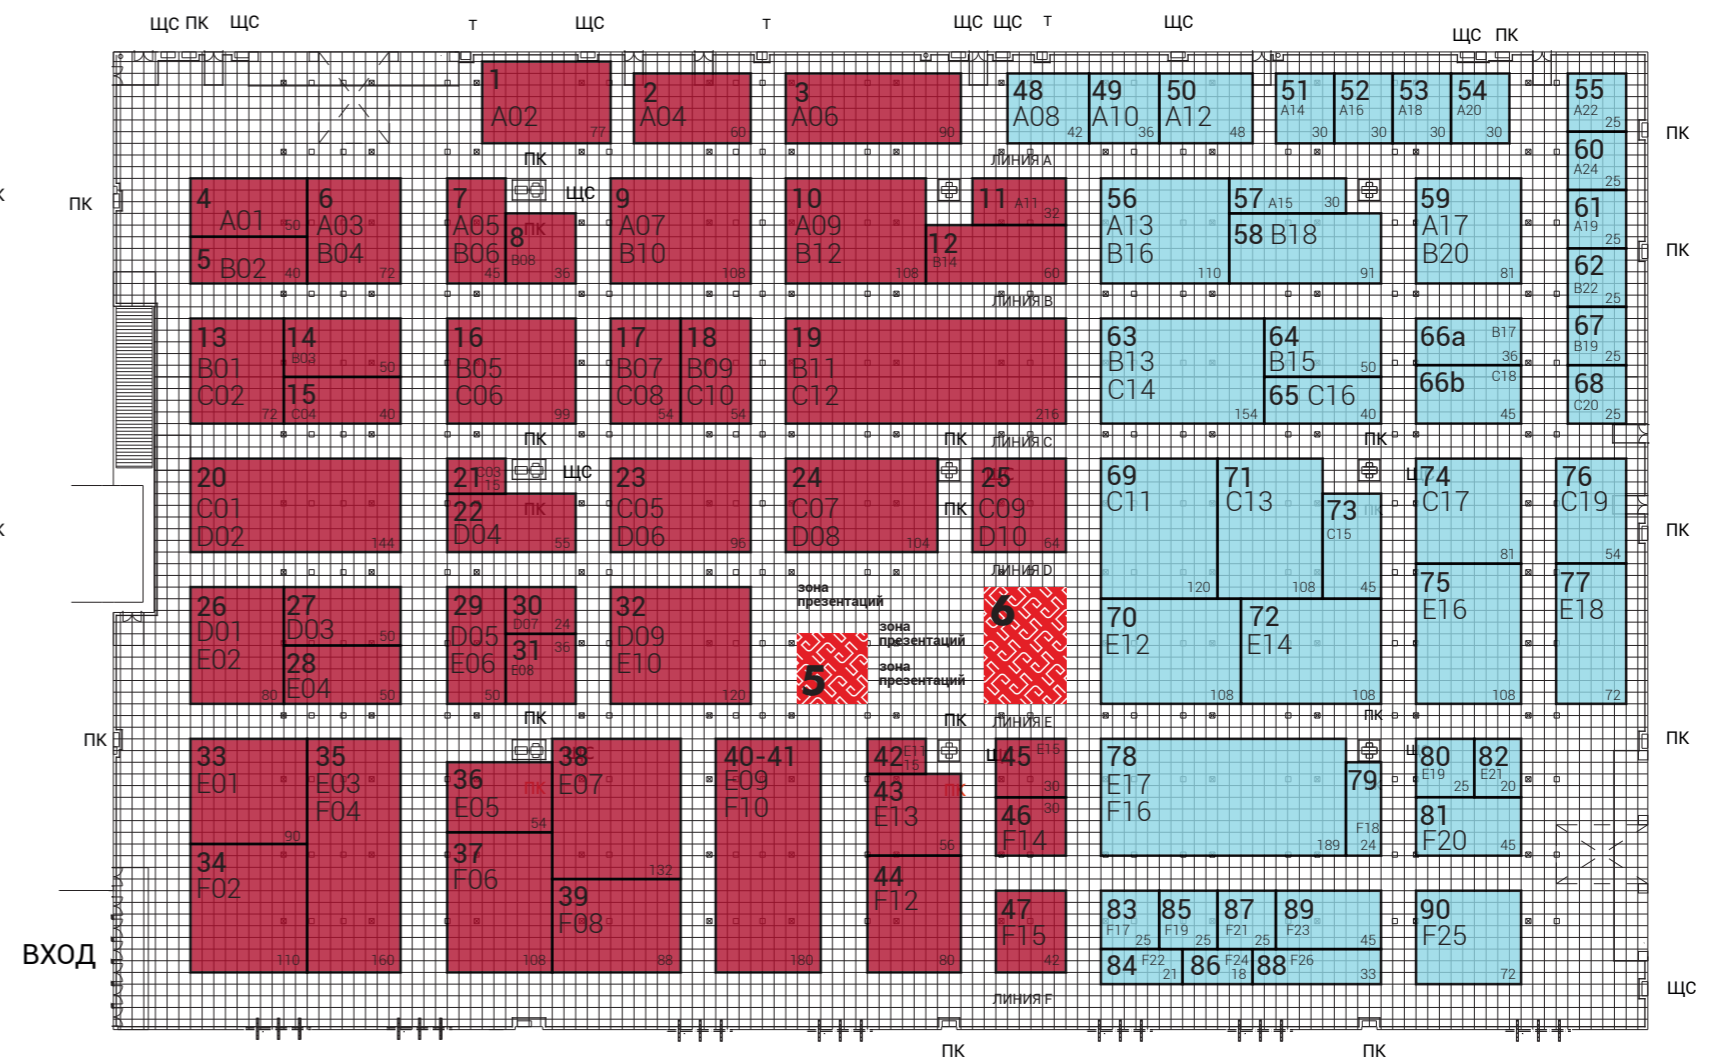 ЩС ПК ЩС Т ЩС Т ЩС ЩС Т ЩС ЩС ПК
1 A02 77
2 A04 60
3 A06 90
48 A08 42
49 A10 36
50 A12 48
51 A14 30
52 A16 30
53 A18 30
54 A20 30
55 A22 25
ПК
60 A24 25
ПК
ЛИНИЯ A
ПК
4 A01 50
5 B02 40
6 A03 B04 72
7 A05 B06 45
ЩС
ПК
8 B08 36
9 A07 B10 108
10 A09 B12 108
11 A11 32
12 B14 60
56 A13 B16 110
57 A15 30
58 B18 91
59 A17 B20 81
61 A19 25
ПК
62 B22 25
ЛИНИЯ B
13 B01 C02 72
14 B03 50
15 C04 40
16 B05 C06 99
17 B07 C08 54
18 B09 C10 54
19 B11 C12 216
63 B13 C14 154
64 B15 50
65 C16 40
66a B17 36
66b C18 45
67 B19 25
68 C20 25
ПК
ПК
ЛИНИЯ C
ПК
20 C01 D02 144
21 C03 15
ЩС
ПК
22 D04 55
23 C05 D06 96
24 C07 D08 104
ПК
25 C09 D10 64
69 C11 120
71 C13 108
73 C15 45
ПК
74 C17 81
76 C19 54
ПК
ЛИНИЯ D
26 D01 E02 80
27 D03 50
28 E04 50
29 D05 E06 50
30 D07 24
31 E08 36
32 D09 E10 120
зона
презентаций
5
зона
презентаций
зона
презентаций
6
70 E12 108
72 E14 108
75 E16 108
77 E18 72
ПК
ПК
ЛИНИЯ E
ПК
ПК
33 E01 90
34 F02 110
35 E03 F04 160
36 E05 54
ПК
37 F06 108
38 E07 132
39 F08 88
40-41 E09 F10 180
42 E11 15
43 E13 56
ПК
44 F12 80
45 E15 30
46 F14 30
47 F15 42
78 E17 F16 189
79 F18 24
80 E19 25
82 E21 20
81 F20 45
ПК
83 F17 25
85 F19 25
87 F21 25
89 F23 45
84 F22 21
86 F24 18
88 F26 33
90 F25 72
ВХОД
ЛИНИЯ F
ЩС
ПК
ПК